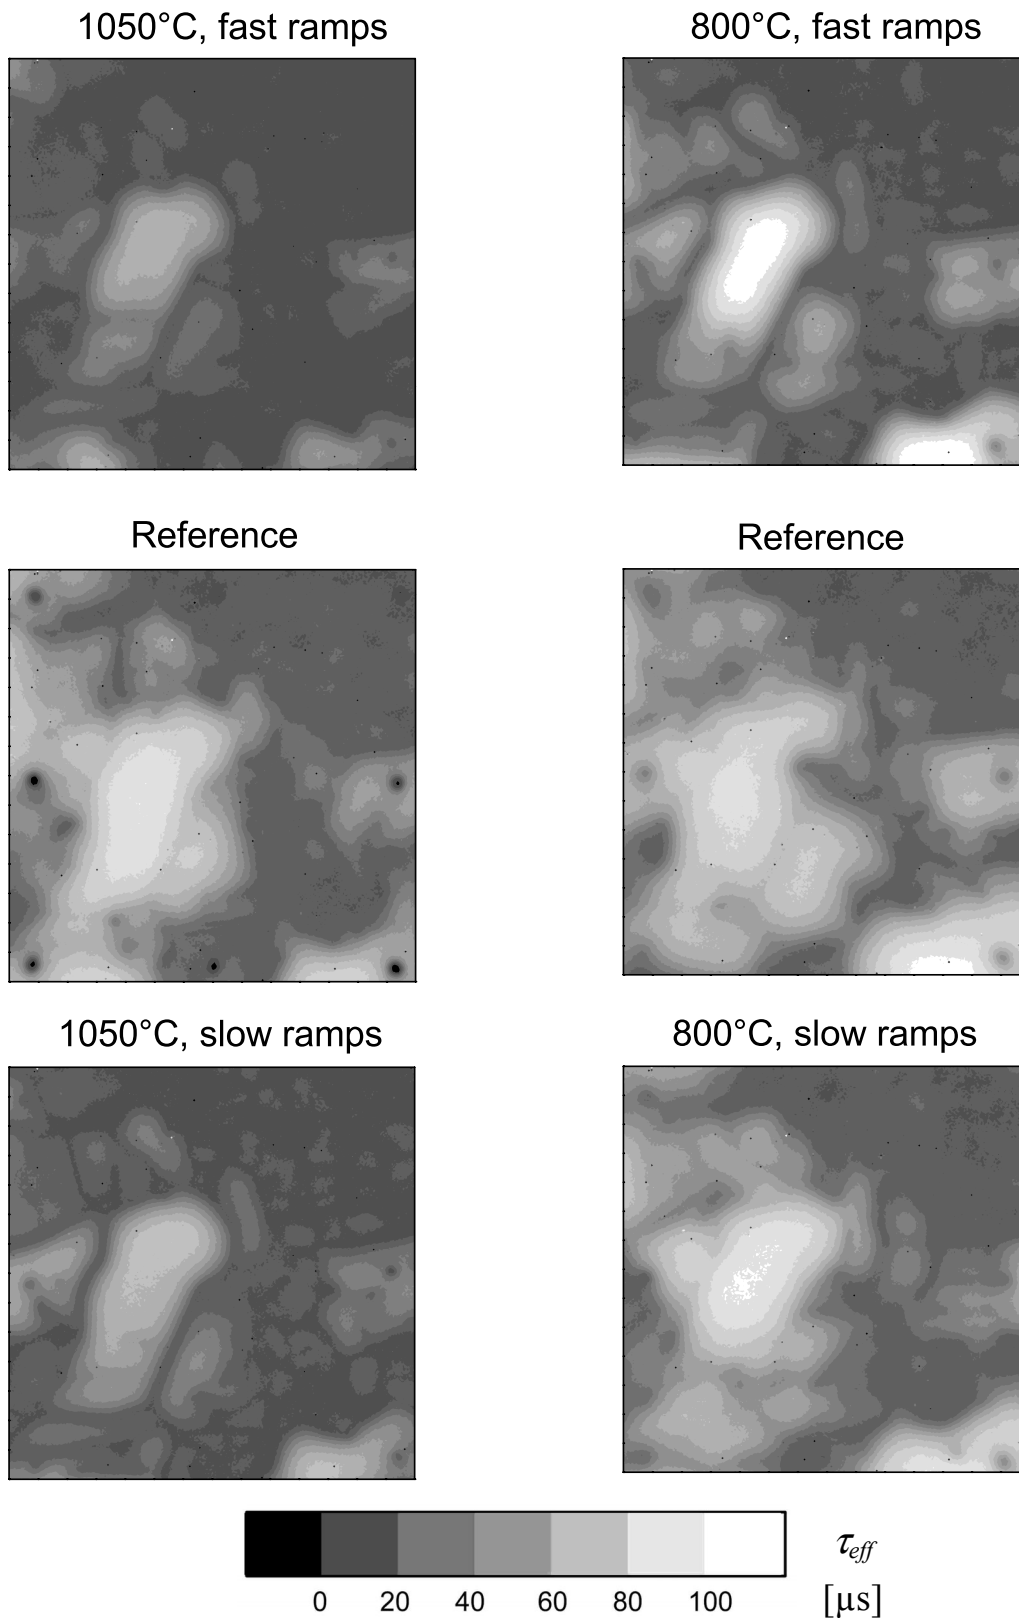 1050°C, fast ramps
800°C, fast ramps
Reference
Reference
1050°C, slow ramps
800°C, slow ramps
τeff
0 20 40 60 80 100 [µs]